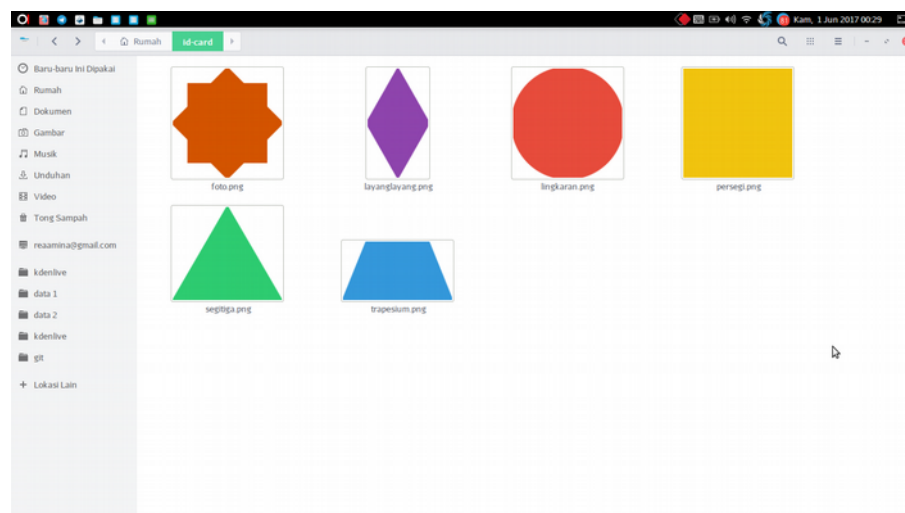 Kam, 1 Jun 2017 00:29
Rumah
id-card
Baru-baru Ini Dipakai
Rumah
Dokumen
Gambar
Musik
Unduhan
Video
Tong Sampah
reaamina@gmail.com
kdenlive
data 1
data 2
kdenlive
git
Lokasi Lain
foto.png
layanglayang.png
lingkaran.png
persegi.png
segitiga.png
trapesium.png